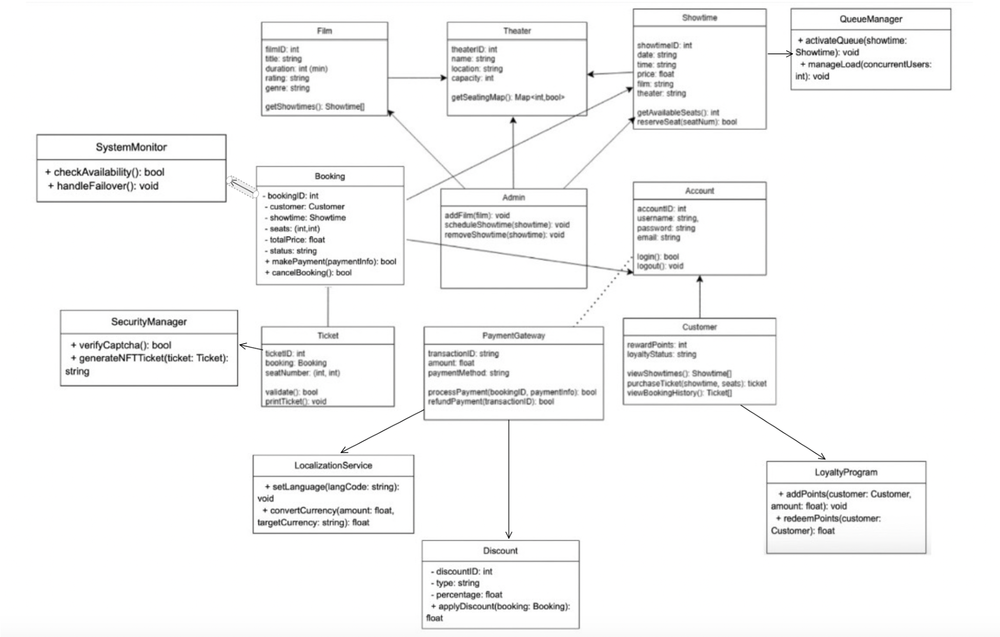 Film
filmID: int
title: string
duration: int (min)
rating: string
genre: string
getShowtimes(): Showtime[]
Theater
theaterID: int
name: string
location: string
capacity: int
getSeatingMap(): Map<int,bool>
Showtime
showtimeID: int
date: string
time: string
price: float
film: string
theater: string
getAvailableSeats(): int
reserveSeat(seatNum): bool
QueueManager
+ activateQueue(showtime:
Showtime): void
+ manageLoad(concurrentUsers:
int): void
SystemMonitor
+ checkAvailability(): bool
+ handleFailover(): void
Booking
- bookingID: int
- customer: Customer
- showtime: Showtime
- seats: (int,int)
- totalPrice: float
- status: string
+ makePayment(paymentInfo): bool
+ cancelBooking(): bool
Admin
addFilm(film): void
scheduleShowtime(showtime): void
removeShowtime(showtime): void
Account
accountID: int
username: string,
password: string
email: string
login(): bool
logout(): void
SecurityManager
+ verifyCaptcha(): bool
+ generateNFTTicket(ticket: Ticket):
string
Ticket
ticketID: int
booking: Booking
seatNumber: (int, int)
validate(): bool
printTicket(): void
PaymentGateway
transactionID: string
amount: float
paymentMethod: string
processPayment(bookingID, paymentInfo): bool
refundPayment(transactionID): bool
Customer
rewardPoints: int
loyaltyStatus: string
viewShowtimes(): Showtime[]
purchaseTicket(showtime, seats): ticket
viewBookingHistory(): Ticket[]
LocalizationService
+ setLanguage(langCode: string):
void
+ convertCurrency(amount: float,
targetCurrency: string): float
LoyaltyProgram
+ addPoints(customer: Customer,
amount: float): void
+ redeemPoints(customer:
Customer): float
Discount
- discountID: int
- type: string
- percentage: float
+ applyDiscount(booking: Booking):
float